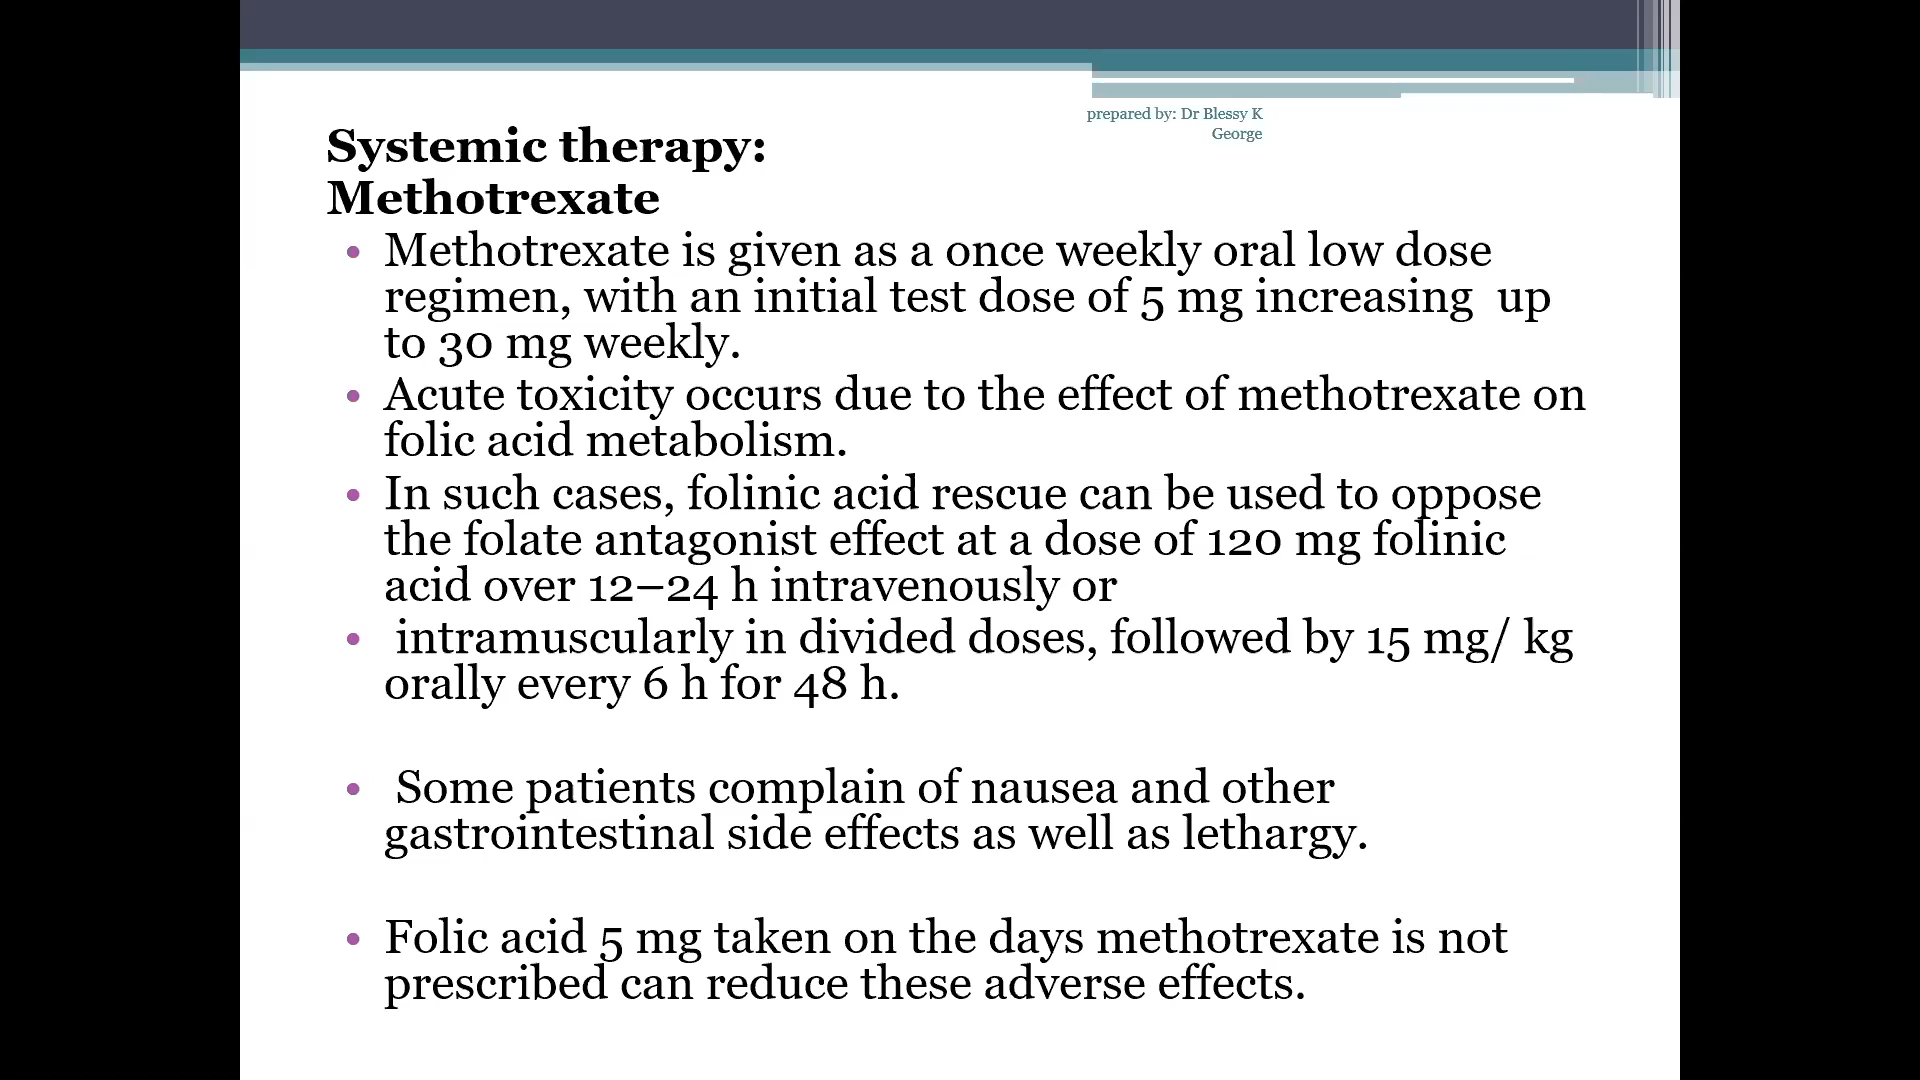 prepared by: Dr Blessy K
George
Systemic therapy:
Methotrexate
• Methotrexate is given as a once weekly oral low dose
regimen, with an initial test dose of 5 mg increasing  up
to 30 mg weekly.
• Acute toxicity occurs due to the effect of methotrexate on
folic acid metabolism.
• In such cases, folinic acid rescue can be used to oppose
the folate antagonist effect at a dose of 120 mg folinic
acid over 12–24 h intravenously or
•  intramuscularly in divided doses, followed by 15 mg/ kg
orally every 6 h for 48 h.
•  Some patients complain of nausea and other
gastrointestinal side effects as well as lethargy.
• Folic acid 5 mg taken on the days methotrexate is not
prescribed can reduce these adverse effects.